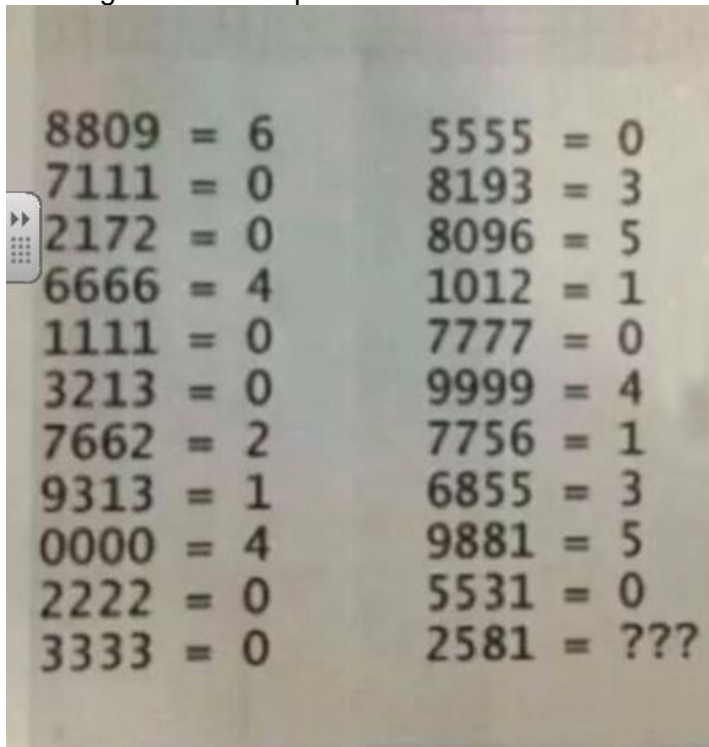 8809 = 6
7111 = 0
2172 = 0
6666 = 4
1111 = 0
3213 = 0
7662 = 2
9313 = 1
0000 = 4
2222 = 0
3333 = 0
5555 = 0
8193 = 3
8096 = 5
1012 = 1
7777 = 0
9999 = 4
7756 = 1
6855 = 3
9881 = 5
5531 = 0
2581 = ???